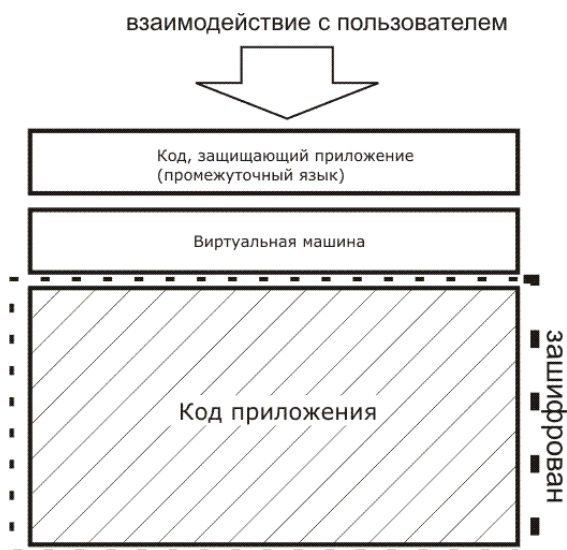 взаимодействие с пользователем
Код, защищающий приложение
(промежуточный язык)
Виртуальная машина
Код приложения
зашифрован